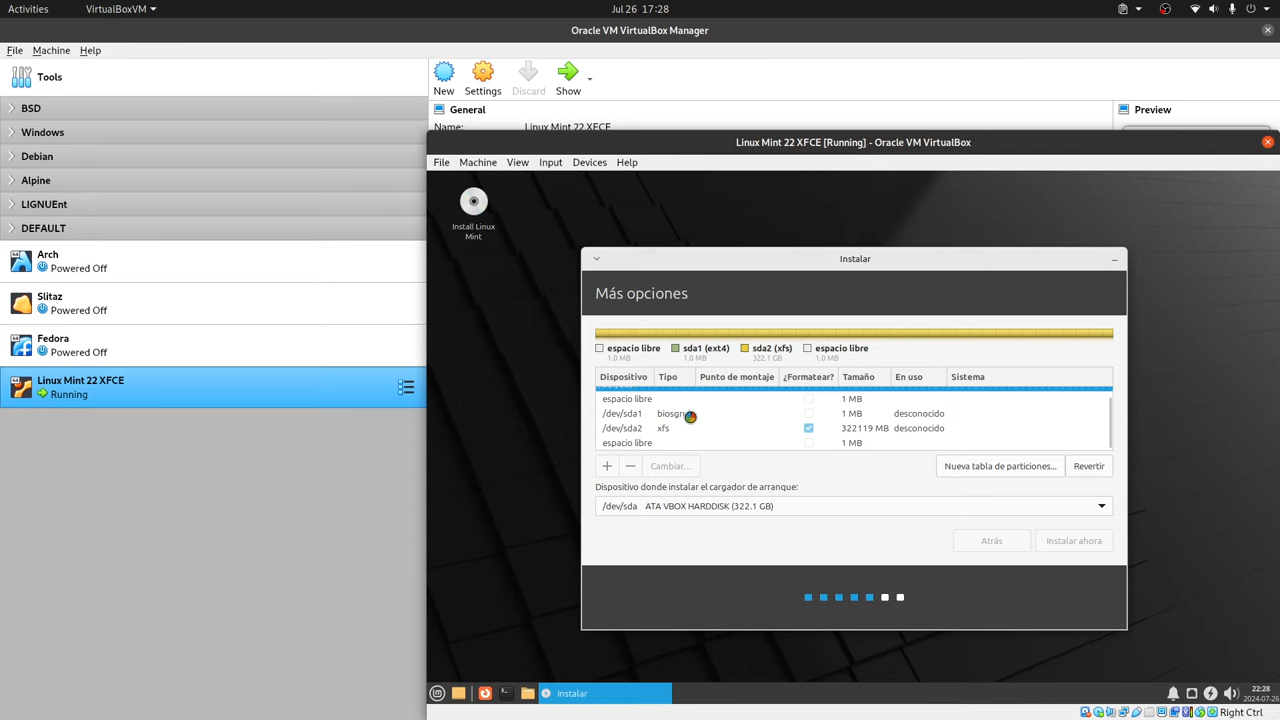 Activities VirtualBoxVM Jul 26 17:28
Oracle VM VirtualBox Manager
File Machine Help
Tools
New Settings Discard Show
BSD
Windows
Debian
Alpine
LIGNUEnt
DEFAULT
Arch
Powered Off
Slitaz
Powered Off
Fedora
Powered Off
Linux Mint 22 XFCE
Running
General
Preview
Name: Linux Mint 22 XFCE
Linux Mint 22 XFCE [Running] - Oracle VM VirtualBox
File Machine View Input Devices Help
Install Linux
Mint
Instalar
Más opciones
espacio libre sda1 (ext4) sda2 (xfs) espacio libre
1.0 MB 1.0 MB 322.1 GB 1.0 MB
Dispositivo Tipo Punto de montaje ¿Formatear? Tamaño En uso Sistema
espacio libre 1 MB
/dev/sda1 1 MB desconocido
/dev/sda2 xfs 322119 MB desconocido
espacio libre 1 MB
+ − Cambiar... Nueva tabla de particiones... Revertir
Dispositivo donde instalar el cargador de arranque:
/dev/sda ATA VBOX HARDDISK (322.1 GB)
Atrás Instalar ahora
Instalar
22:28
2024-07-26
Right Ctrl